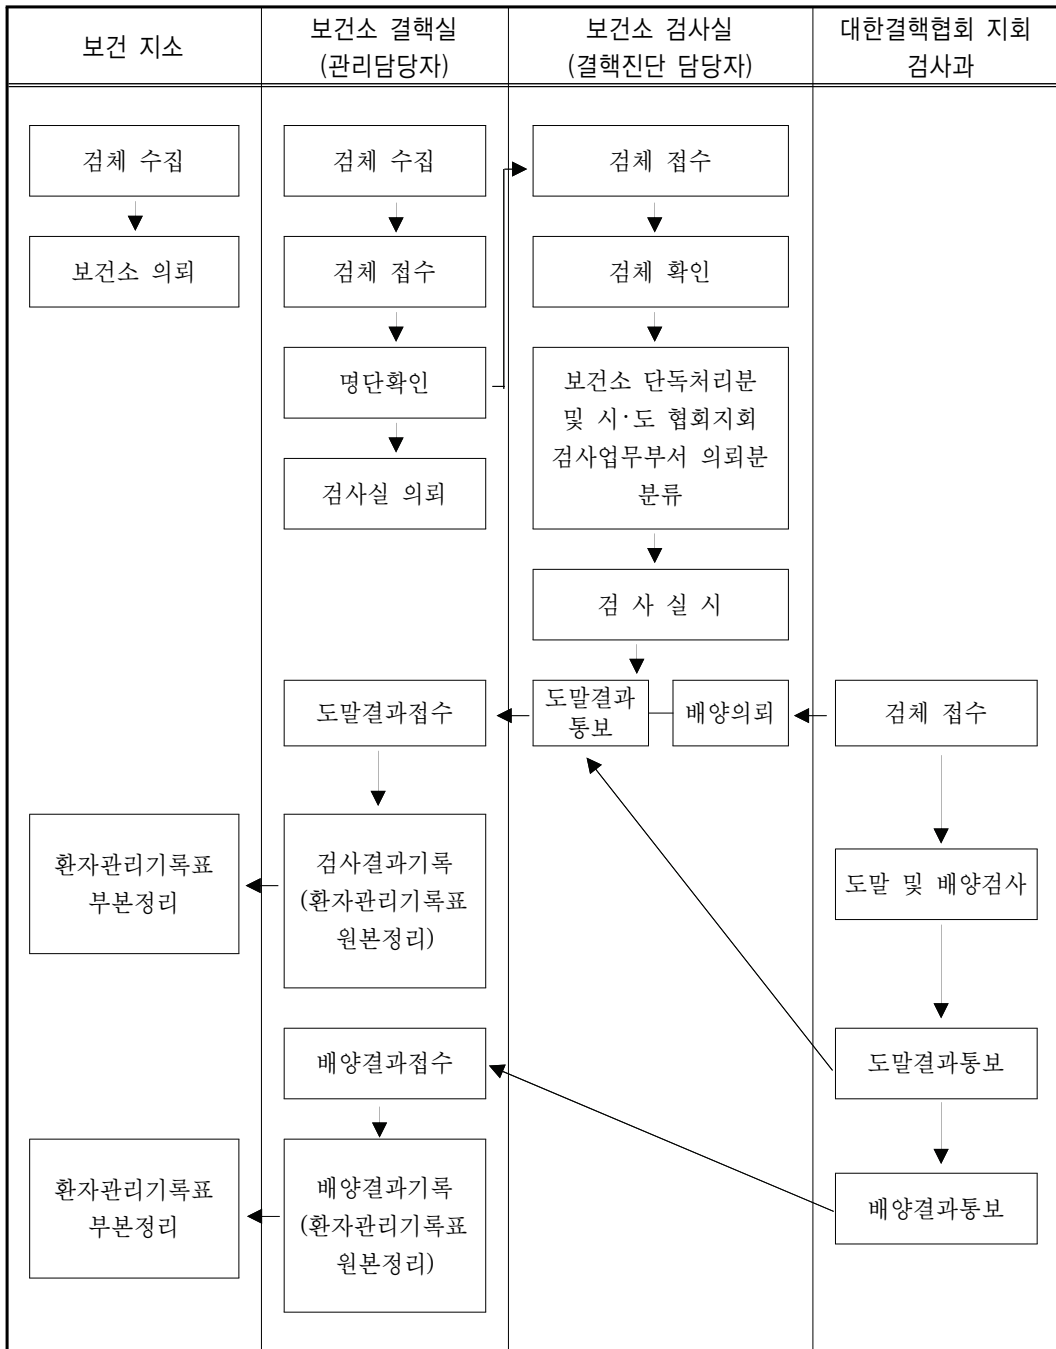 보건 지소
보건소 결핵실
(관리담당자)
보건소 검사실
(결핵진단 담당자)
대한결핵협회 지회
검사과
검체 수집
검체 수집
검체 접수
보건소 의뢰
검체 접수
검체 확인
명단확인
보건소 단독처리분
및 시·도 협회지회
검사업무부서 의뢰분
분류
검사실 의뢰
검 사 실 시
도말결과접수
도말결과
통보
배양의뢰
검체 접수
환자관리기록표
부본정리
검사결과기록
(환자관리기록표
원본정리)
도말 및 배양검사
배양결과접수
도말결과통보
환자관리기록표
부본정리
배양결과기록
(환자관리기록표
원본정리)
배양결과통보